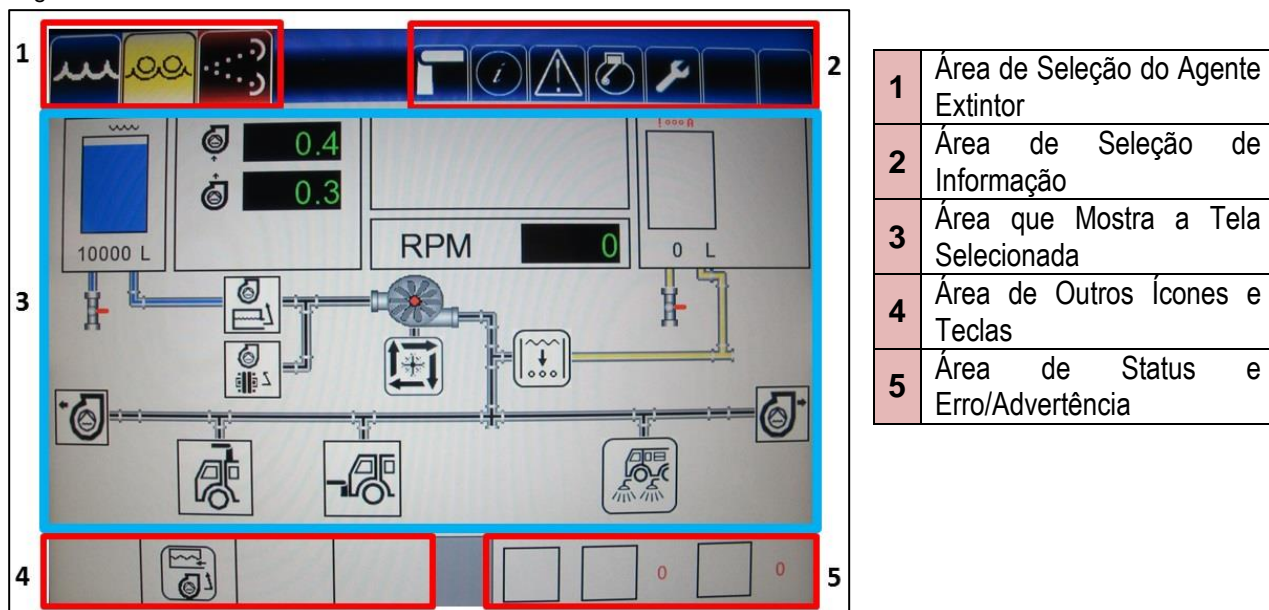 1
2
0.4
0.3
10000 L
RPM 0
0 L
3
4
0
0
5
1 Área de Seleção do Agente
Extintor
2 Área de Seleção de
Informação
3 Área que Mostra a Tela
Selecionada
4 Área de Outros Ícones e
Teclas
5 Área de Status e
Erro/Advertência